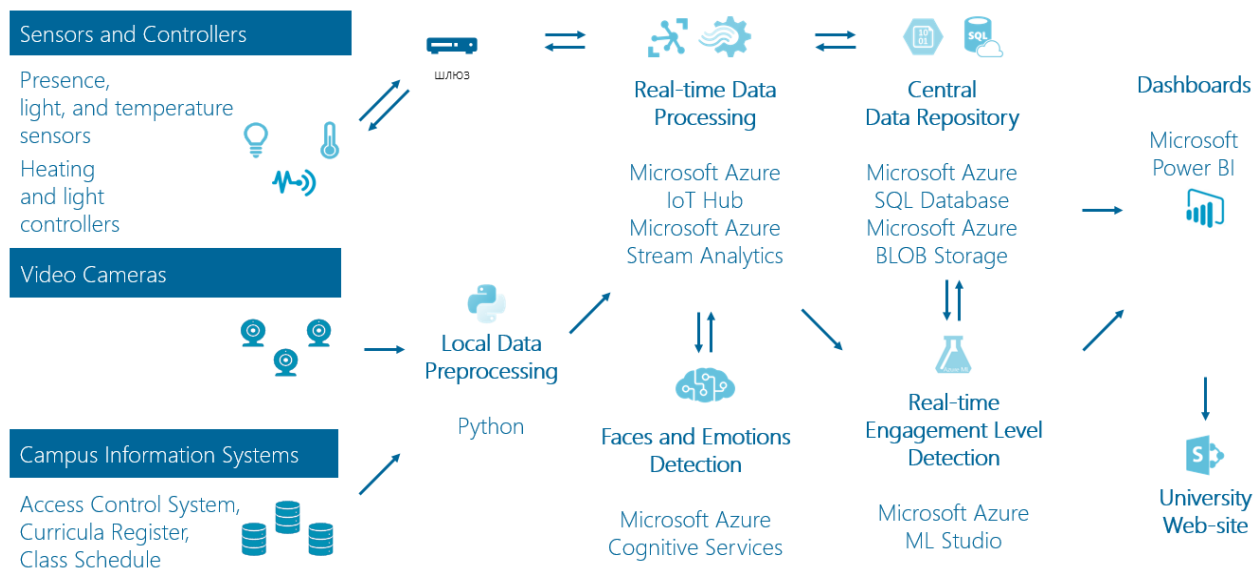 Sensors and Controllers
Presence,
light, and temperature
sensors
Heating
and light
controllers
шлюз
Real-time Data
Processing
Microsoft Azure
IoT Hub
Microsoft Azure
Stream Analytics
10
01
SQL
Central
Data Repository
Microsoft Azure
SQL Database
Microsoft Azure
BLOB Storage
Dashboards
Microsoft
Power BI
Video Cameras
Local Data
Preprocessing
Python
Campus Information Systems
Access Control System,
Curricula Register,
Class Schedule
Faces and Emotions
Detection
Microsoft Azure
Cognitive Services
Azure ML
Real-time
Engagement Level
Detection
Microsoft Azure
ML Studio
S
University
Web-site